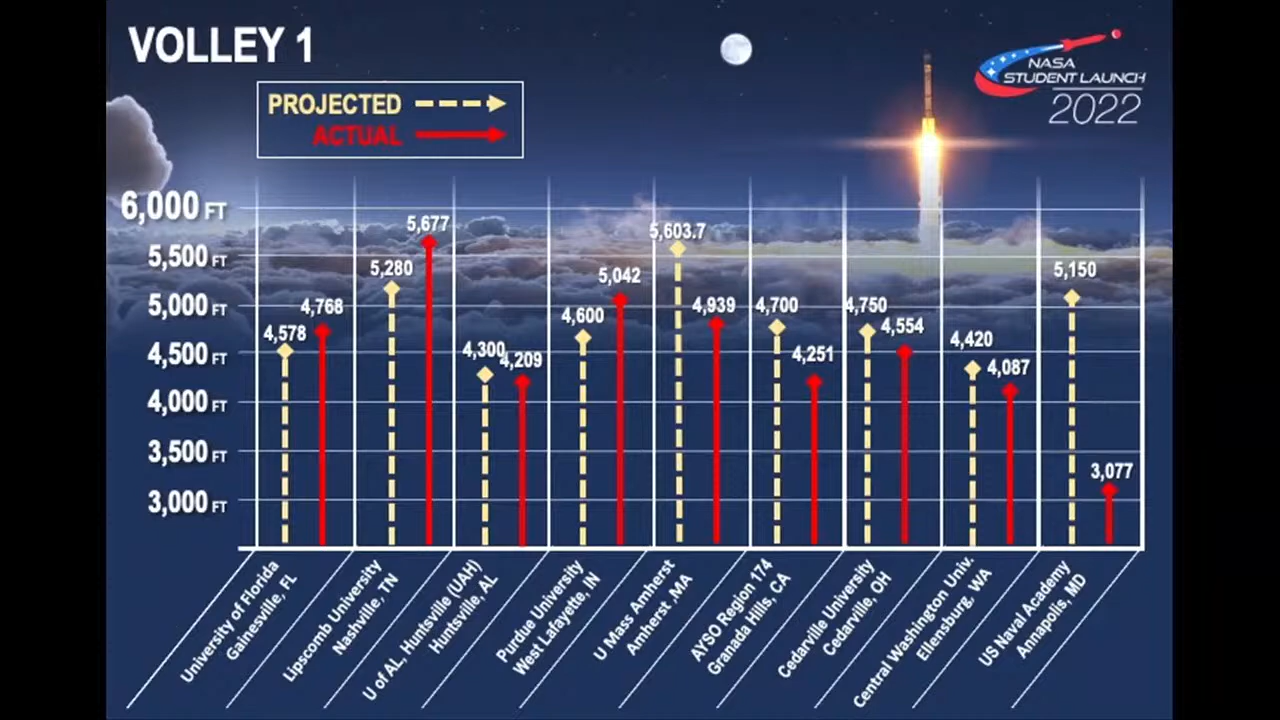 VOLLEY 1
NASA
STUDENT LAUNCH
2022
PROJECTED
ACTUAL
6,000 FT
5,500 FT
5,000 FT
4,500 FT
4,000 FT
3,500 FT
3,000 FT
4,578
4,768
5,280
5,677
4,300
4,209
4,600
5,042
5,603.7
4,939
4,700
4,251
4,750
4,554
4,420
4,087
5,150
3,077
University of Florida
Gainesville, FL
Lipscomb University
Nashville, TN
U of AL, Huntsville (UAH)
Huntsville, AL
Purdue University
West Lafayette, IN
U Mass Amherst
Amherst ,MA
AYSO Region 174
Granada Hills, CA
Cedarville University
Cedarville, OH
Central Washington Univ.
Ellensburg, WA
US Naval Academy
Annapolis, MD